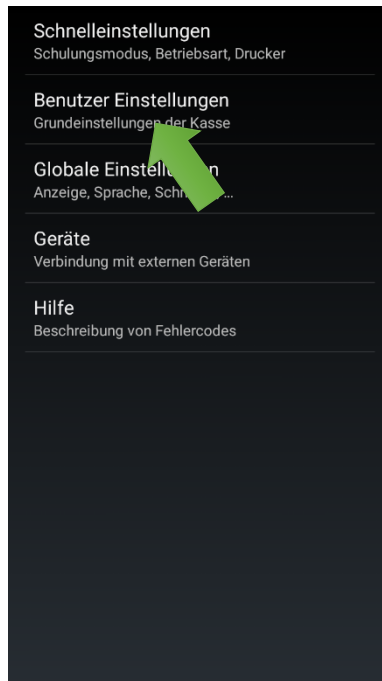 Schnelleinstellungen
Schulungsmodus, Betriebsart, Drucker
Benutzer Einstellungen
Grundeinstellungen der Kasse
Globale
Anzeige, Sprache,
Geräte
Verbindung mit externen Geräten
Hilfe
Beschreibung von Fehlercodes